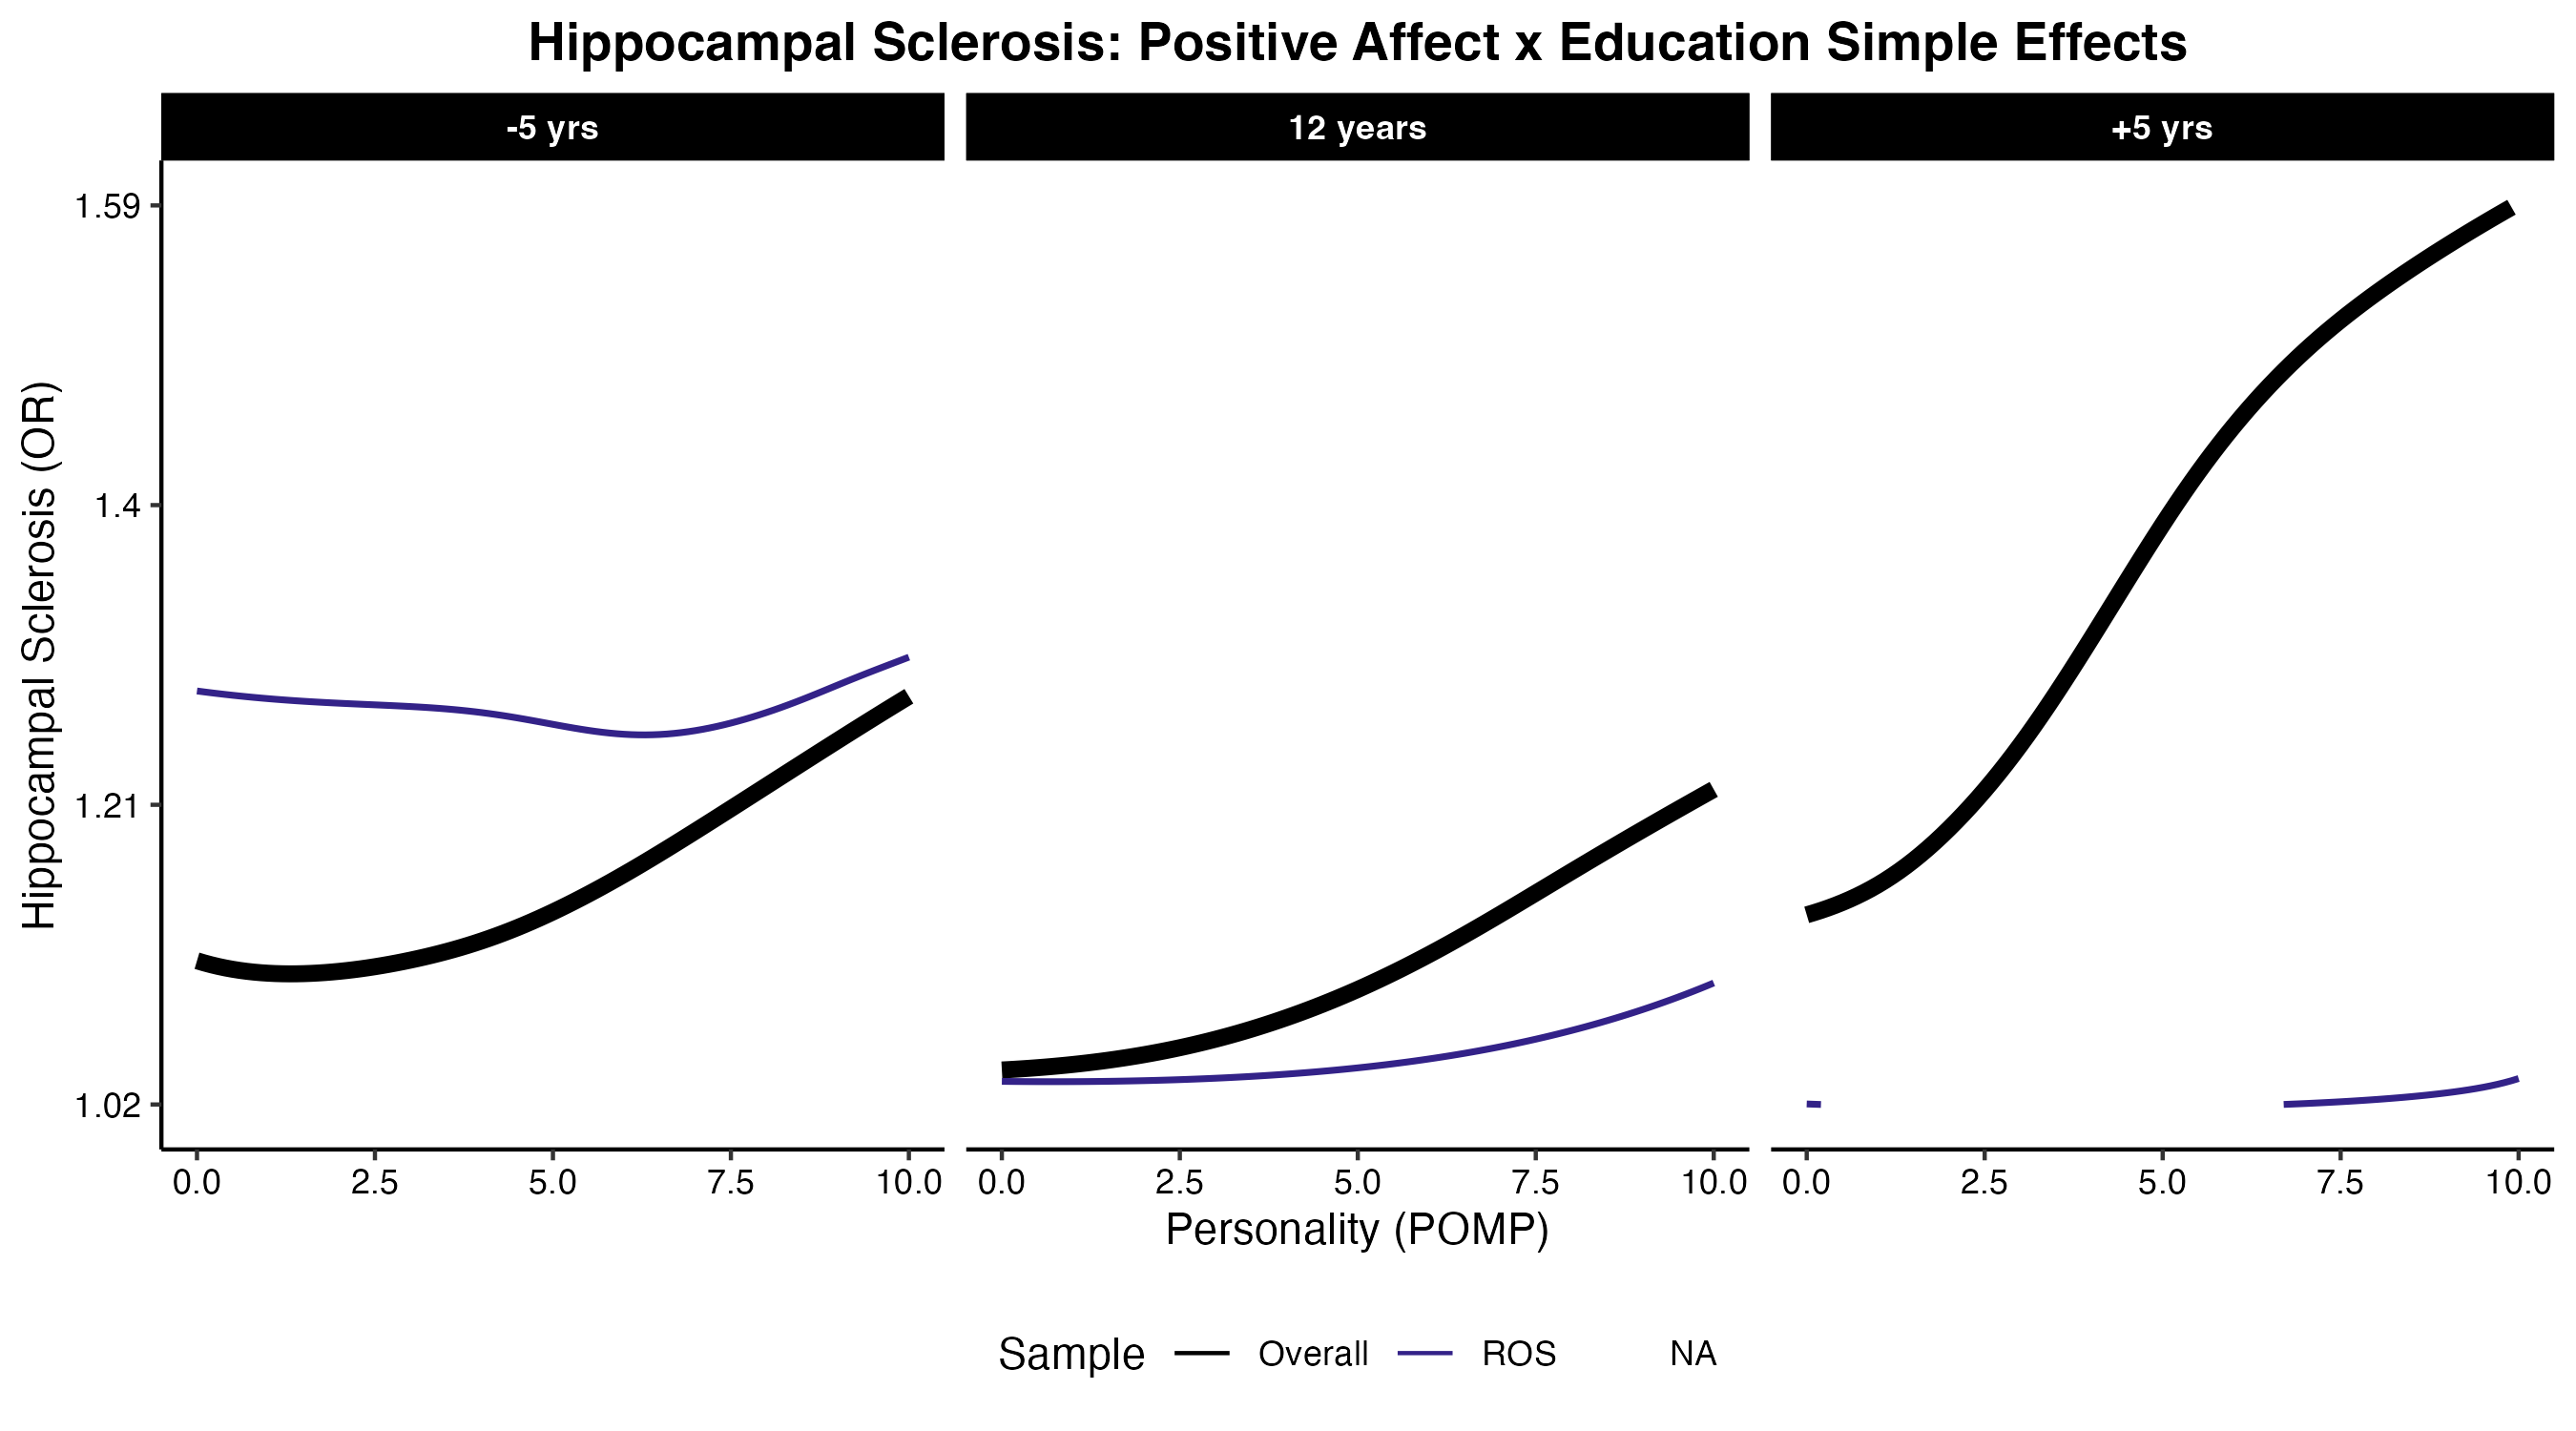 Hippocampal Sclerosis: Positive Affect x Education Simple Effects
-5 yrs
12 years
+5 yrs
Hippocampal Sclerosis (OR)
1.59
1.4
1.21
1.02
0.0 2.5 5.0 7.5 10.0
0.0 2.5 5.0 7.5 10.0
0.0 2.5 5.0 7.5 10.0
Personality (POMP)
Sample Overall ROS NA